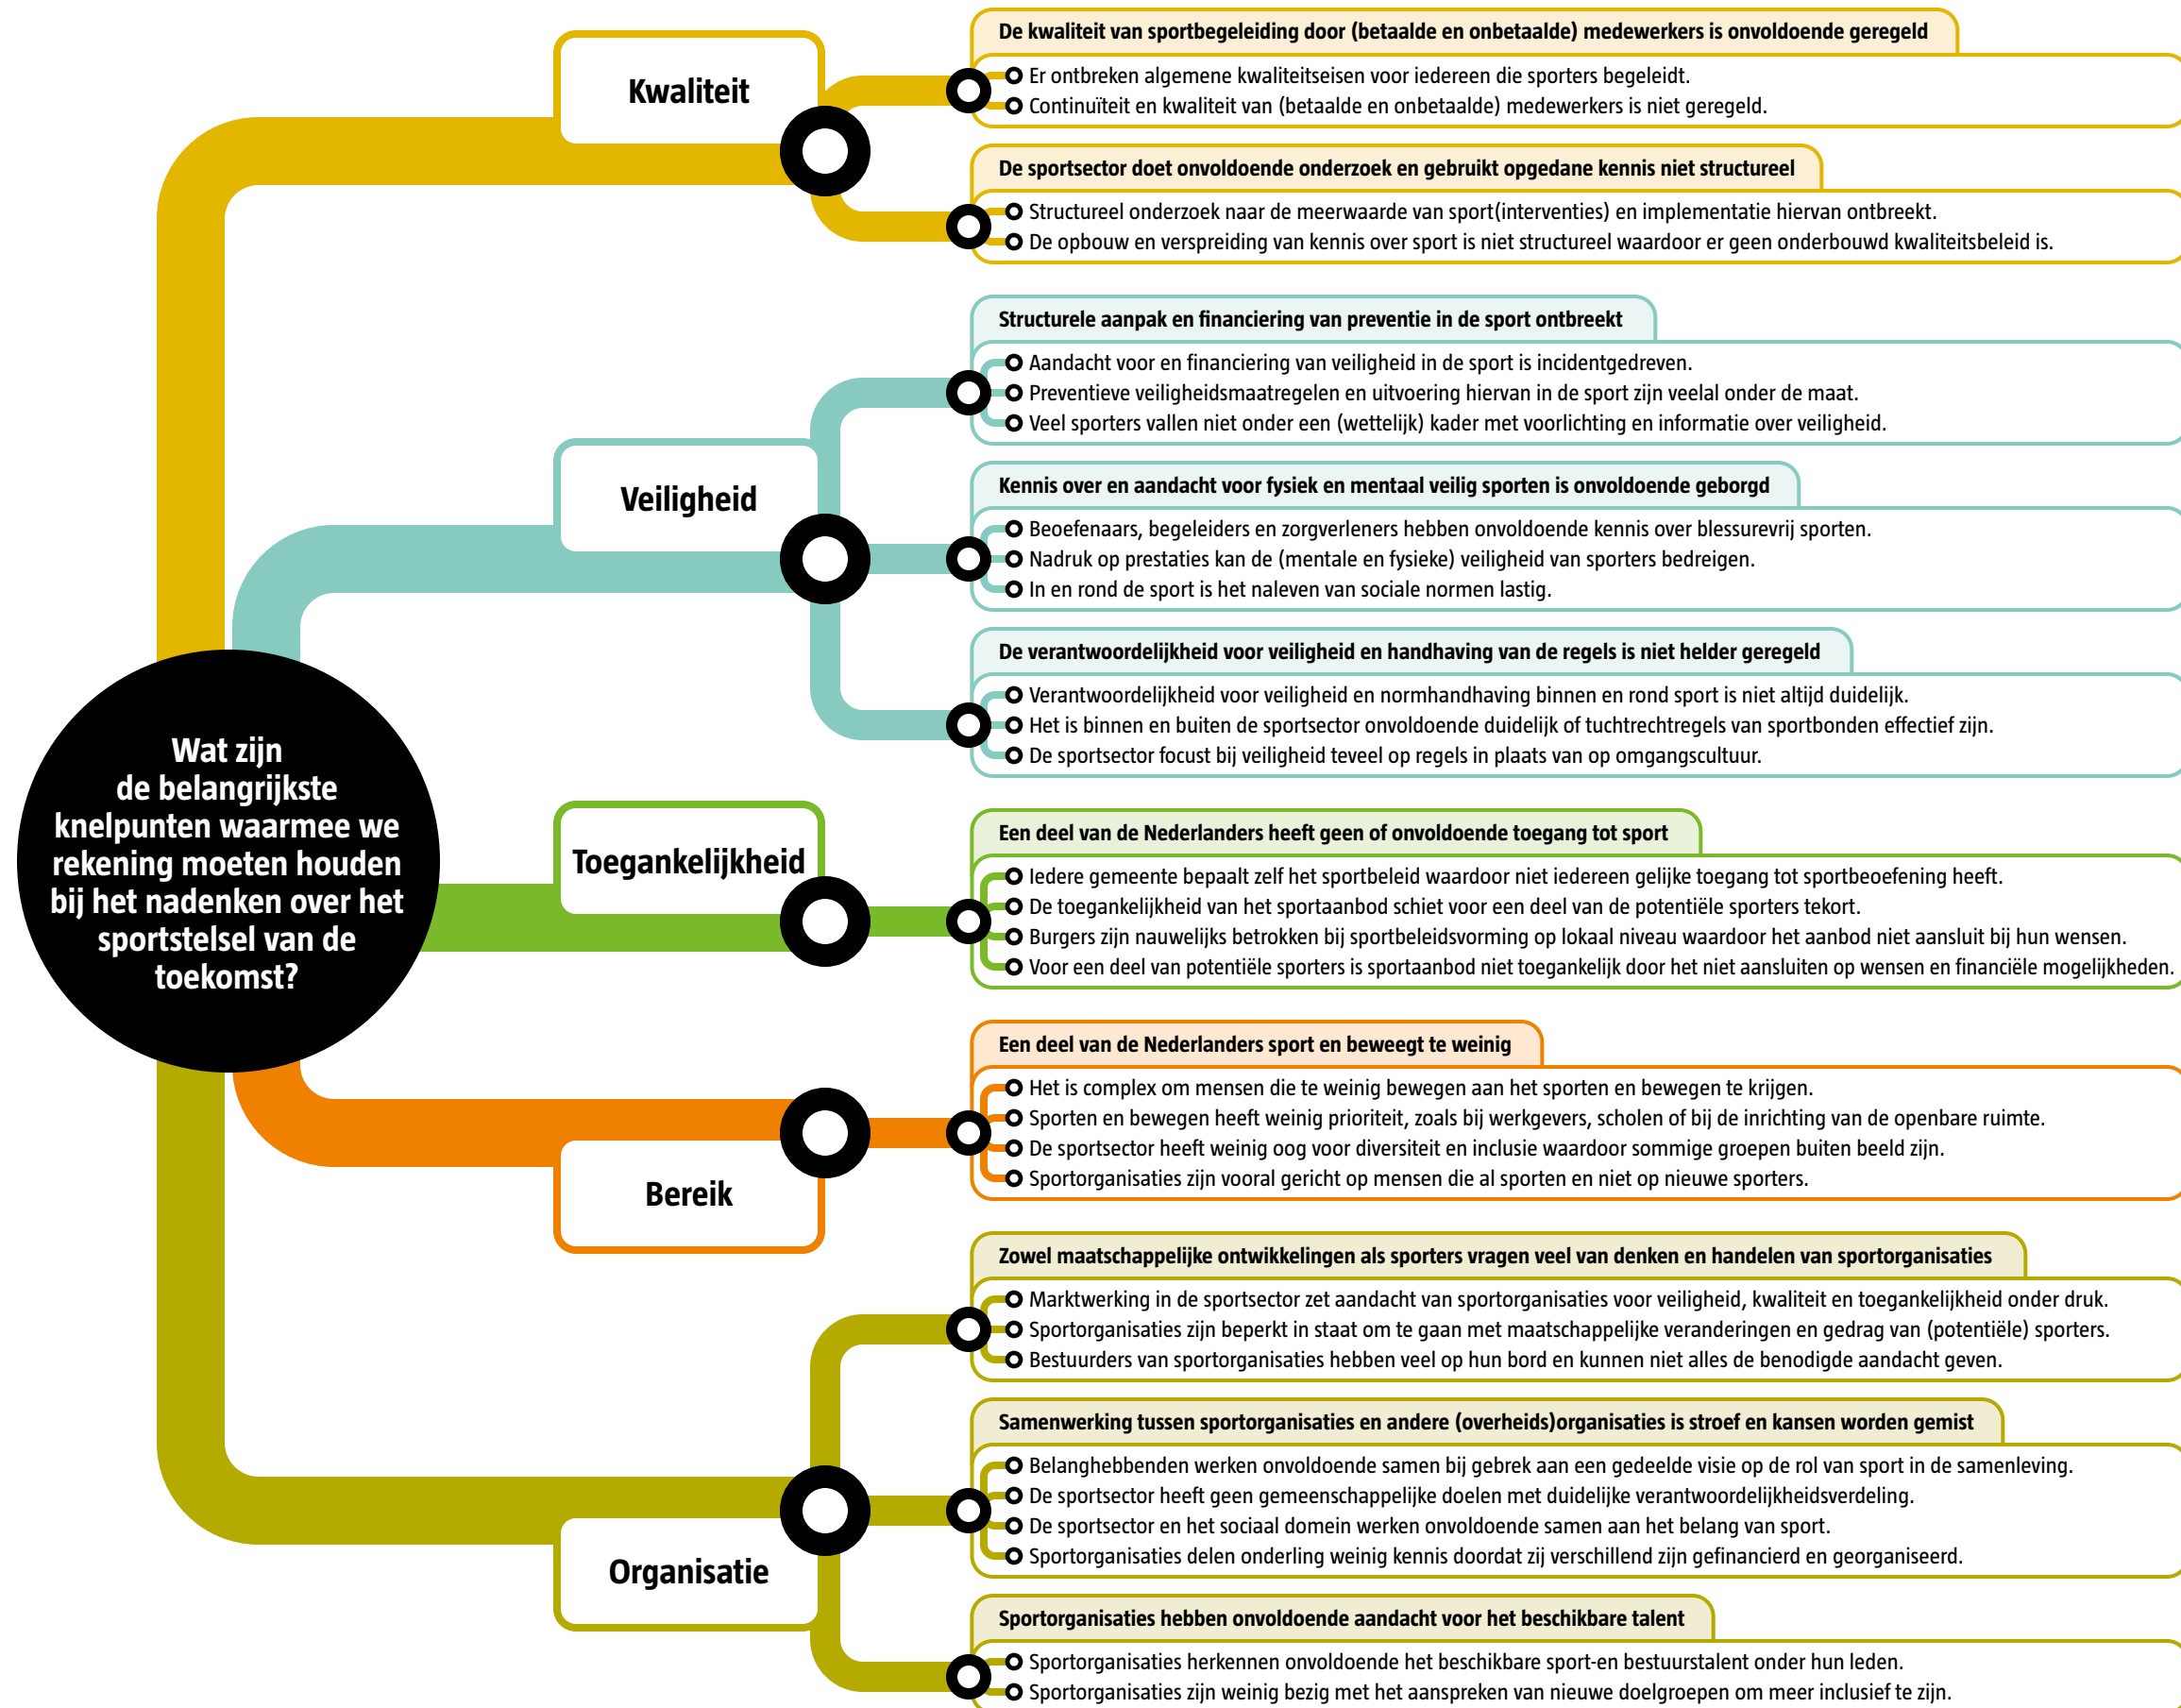 Wat zijn
de belangrijkste
knelpunten waarmee we
rekening moeten houden
bij het nadenken over het
sportstelsel van de
toekomst?
Kwaliteit
De kwaliteit van sportbegeleiding door (betaalde en onbetaalde) medewerkers is onvoldoende geregeld
Er ontbreken algemene kwaliteitseisen voor iedereen die sporters begeleidt.
Continuïteit en kwaliteit van (betaalde en onbetaalde) medewerkers is niet geregeld.
De sportsector doet onvoldoende onderzoek en gebruikt opgedane kennis niet structureel
Structureel onderzoek naar de meerwaarde van sport(interventies) en implementatie hiervan ontbreekt.
De opbouw en verspreiding van kennis over sport is niet structureel waardoor er geen onderbouwd kwaliteitsbeleid is.
Veiligheid
Structurele aanpak en financiering van preventie in de sport ontbreekt
Aandacht voor en financiering van veiligheid in de sport is incidentgedreven.
Preventieve veiligheidsmaatregelen en uitvoering hiervan in de sport zijn veelal onder de maat.
Veel sporters vallen niet onder een (wettelijk) kader met voorlichting en informatie over veiligheid.
Kennis over en aandacht voor fysiek en mentaal veilig sporten is onvoldoende geborgd
Beoefenaars, begeleiders en zorgverleners hebben onvoldoende kennis over blessurevrij sporten.
Nadruk op prestaties kan de (mentale en fysieke) veiligheid van sporters bedreigen.
In en rond de sport is het naleven van sociale normen lastig.
De verantwoordelijkheid voor veiligheid en handhaving van de regels is niet helder geregeld
Verantwoordelijkheid voor veiligheid en normhandhaving binnen en rond sport is niet altijd duidelijk.
Het is binnen en buiten de sportsector onvoldoende duidelijk of tuchtrechtregels van sportbonden effectief zijn.
De sportsector focust bij veiligheid teveel op regels in plaats van op omgangscultuur.
Toegankelijkheid
Een deel van de Nederlanders heeft geen of onvoldoende toegang tot sport
Iedere gemeente bepaalt zelf het sportbeleid waardoor niet iedereen gelijke toegang tot sportbeoefening heeft.
De toegankelijkheid van het sportaanbod schiet voor een deel van de potentiële sporters tekort.
Burgers zijn nauwelijks betrokken bij sportbeleidsvorming op lokaal niveau waardoor het aanbod niet aansluit bij hun wensen.
Voor een deel van potentiële sporters is sportaanbod niet toegankelijk door het niet aansluiten op wensen en financiële mogelijkheden.
Bereik
Een deel van de Nederlanders sport en beweegt te weinig
Het is complex om mensen die te weinig bewegen aan het sporten en bewegen te krijgen.
Sporten en bewegen heeft weinig prioriteit, zoals bij werkgevers, scholen of bij de inrichting van de openbare ruimte.
De sportsector heeft weinig oog voor diversiteit en inclusie waardoor sommige groepen buiten beeld zijn.
Sportorganisaties zijn vooral gericht op mensen die al sporten en niet op nieuwe sporters.
Organisatie
Zowel maatschappelijke ontwikkelingen als sporters vragen veel van denken en handelen van sportorganisaties
Marktwerking in de sportsector zet aandacht van sportorganisaties voor veiligheid, kwaliteit en toegankelijkheid onder druk.
Sportorganisaties zijn beperkt in staat om te gaan met maatschappelijke veranderingen en gedrag van (potentiële) sporters.
Bestuurders van sportorganisaties hebben veel op hun bord en kunnen niet alles de benodigde aandacht geven.
Samenwerking tussen sportorganisaties en andere (overheids)organisaties is stroef en kansen worden gemist
Belanghebbenden werken onvoldoende samen bij gebrek aan een gedeelde visie op de rol van sport in de samenleving.
De sportsector heeft geen gemeenschappelijke doelen met duidelijke verantwoordelijkheidsverdeling.
De sportsector en het sociaal domein werken onvoldoende samen aan het belang van sport.
Sportorganisaties delen onderling weinig kennis doordat zij verschillend zijn gefinancierd en georganiseerd.
Sportorganisaties hebben onvoldoende aandacht voor het beschikbare talent
Sportorganisaties herkennen onvoldoende het beschikbare sport-en bestuurstalent onder hun leden.
Sportorganisaties zijn weinig bezig met het aanspreken van nieuwe doelgroepen om meer inclusief te zijn.